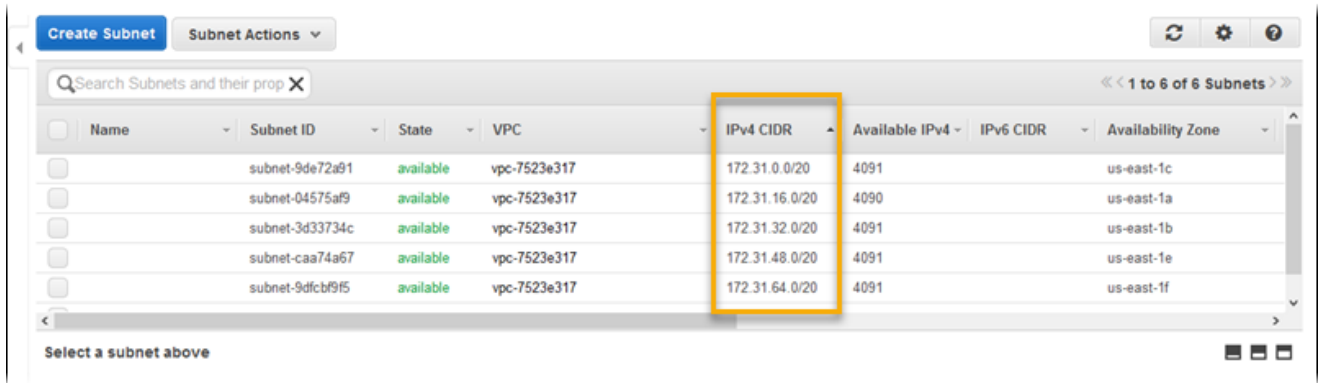 Create Subnet Subnet Actions
Search Subnets and their prop 1 to 6 of 6 Subnets
Name Subnet ID State VPC IPv4 CIDR Available IPv4 IPv6 CIDR Availability Zone
subnet-9de72a91 available vpc-7523e317 172.31.0.0/20 4091 us-east-1c
subnet-04575af9 available vpc-7523e317 172.31.16.0/20 4090 us-east-1a
subnet-3d33734c available vpc-7523e317 172.31.32.0/20 4091 us-east-1b
subnet-caa74a67 available vpc-7523e317 172.31.48.0/20 4091 us-east-1e
subnet-9dfcbf9f5 available vpc-7523e317 172.31.64.0/20 4091 us-east-1f
Select a subnet above